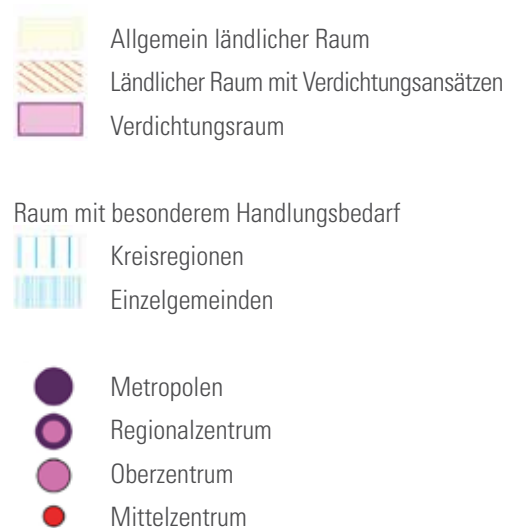 Allgemein ländlicher Raum
Ländlicher Raum mit Verdichtungsansätzen
Verdichtungsraum
Raum mit besonderem Handlungsbedarf
Kreisregionen
Einzelgemeinden
Metropolen
Regionalzentrum
Oberzentrum
Mittelzentrum